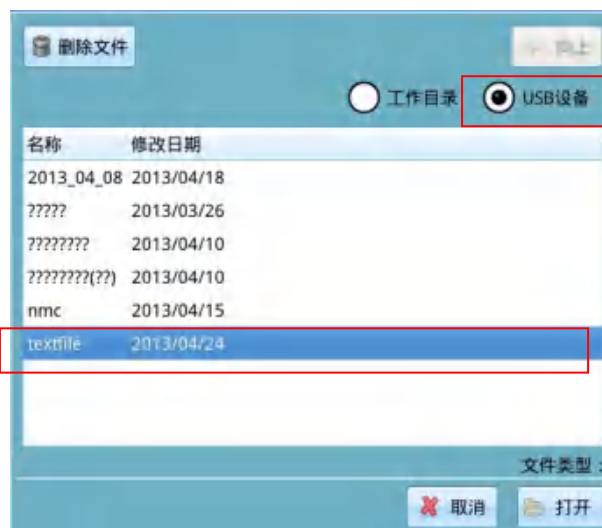 删除文件
向上
工作目录 USB设备
名称 修改日期
2013_04_08 2013/04/18
????? 2013/03/26
???????? 2013/04/10
????????(??) 2013/04/10
nmc 2013/04/15
textfile 2013/04/24
文件类型:
取消 打开